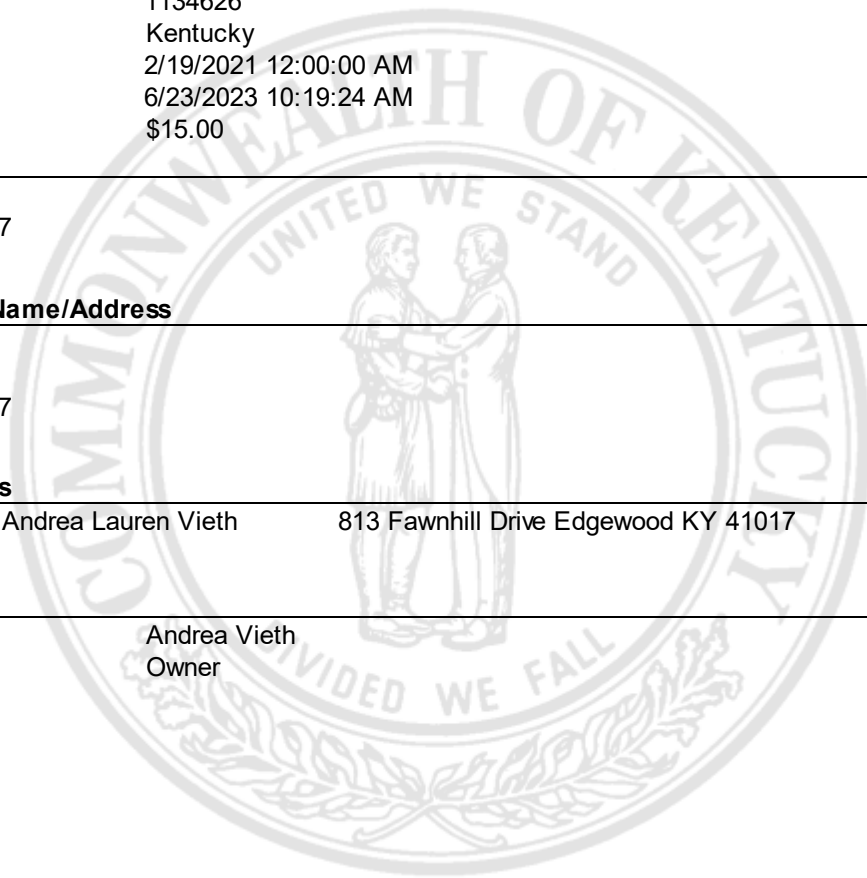 1134626
Kentucky
2/19/2021 12:00:00 AM
6/23/2023 10:19:24 AM
$15.00
7
Name/Address
7
s
Andrea Lauren Vieth 813 Fawnhill Drive Edgewood KY 41017
Andrea Vieth
Owner
COMMONWEALTH OF KENTUCKY
UNITED WE STAND
DIVIDED WE FALL